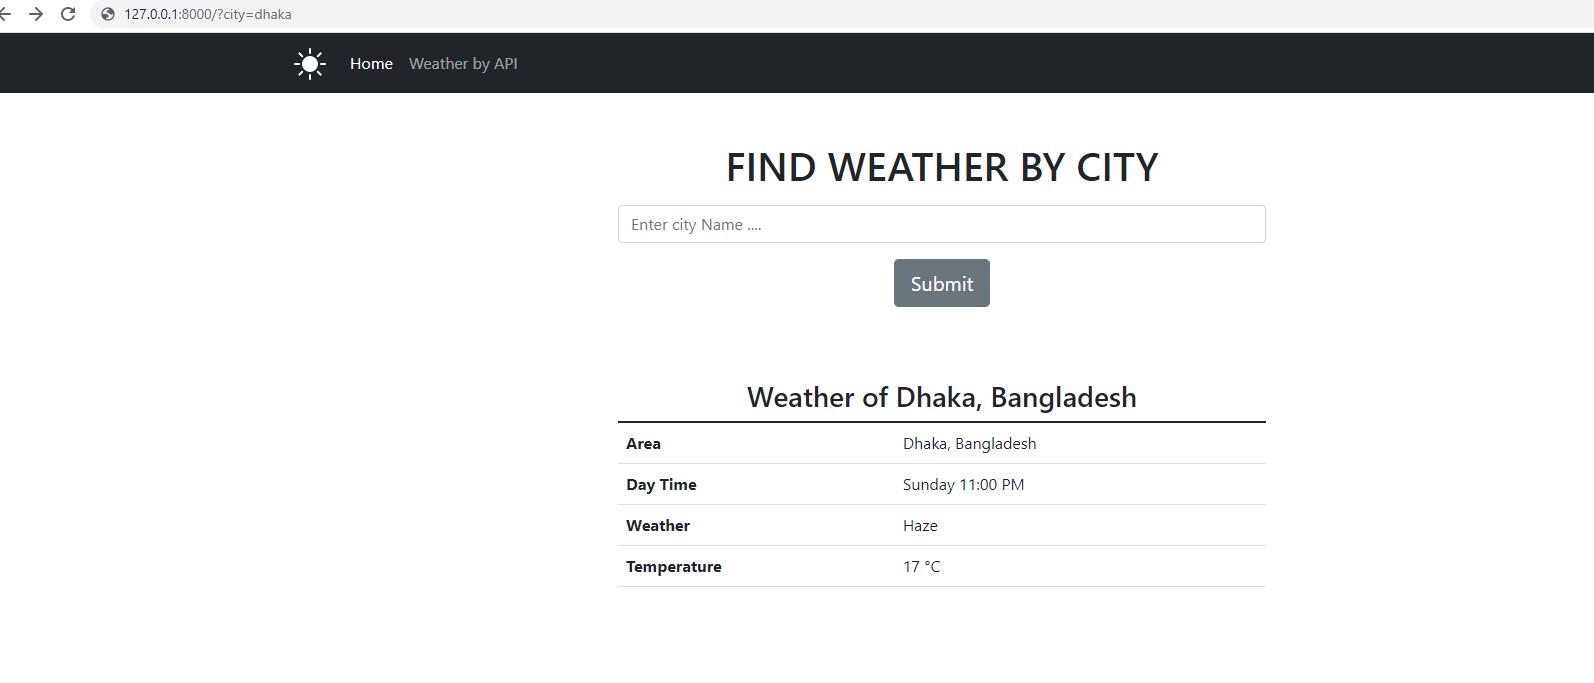 127.0.0.1:8000/?city=dhaka
Home Weather by API
FIND WEATHER BY CITY
Enter city Name ....
Submit
Weather of Dhaka, Bangladesh
Area Dhaka, Bangladesh
Day Time Sunday 11:00 PM
Weather Haze
Temperature 17 °C